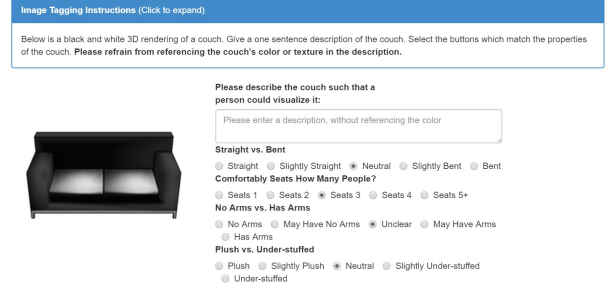 Image Tagging Instructions (Click to expand)
Below is a black and white 3D rendering of a couch. Give a one sentence description of the couch. Select the buttons which match the properties
of the couch. Please refrain from referencing the couch's color or texture in the description.
Please describe the couch such that a
person could visualize it:
Please enter a description, without referencing the color
Straight vs. Bent
Straight Slightly Straight Neutral Slightly Bent Bent
Comfortably Seats How Many People?
Seats 1 Seats 2 Seats 3 Seats 4 Seats 5+
No Arms vs. Has Arms
No Arms May Have No Arms Unclear May Have Arms
Has Arms
Plush vs. Under-stuffed
Plush Slightly Plush Neutral Slightly Under-stuffed
Under-stuffed